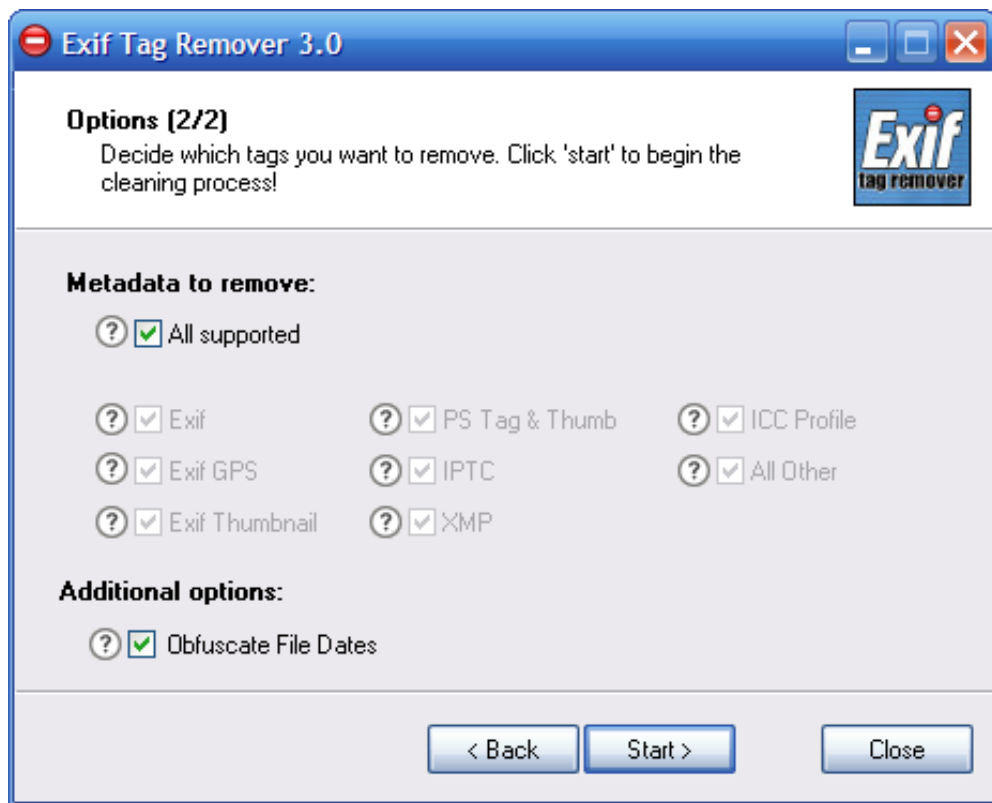 Exif Tag Remover 3.0
Options (2/2)
Decide which tags you want to remove. Click 'start' to begin the
cleaning process!
Exif
tag remover
Metadata to remove:
? All supported
? Exif ? PS Tag & Thumb ? ICC Profile
? Exif GPS ? IPTC ? All Other
? Exif Thumbnail ? XMP
Additional options:
? Obfuscate File Dates
< Back Start > Close